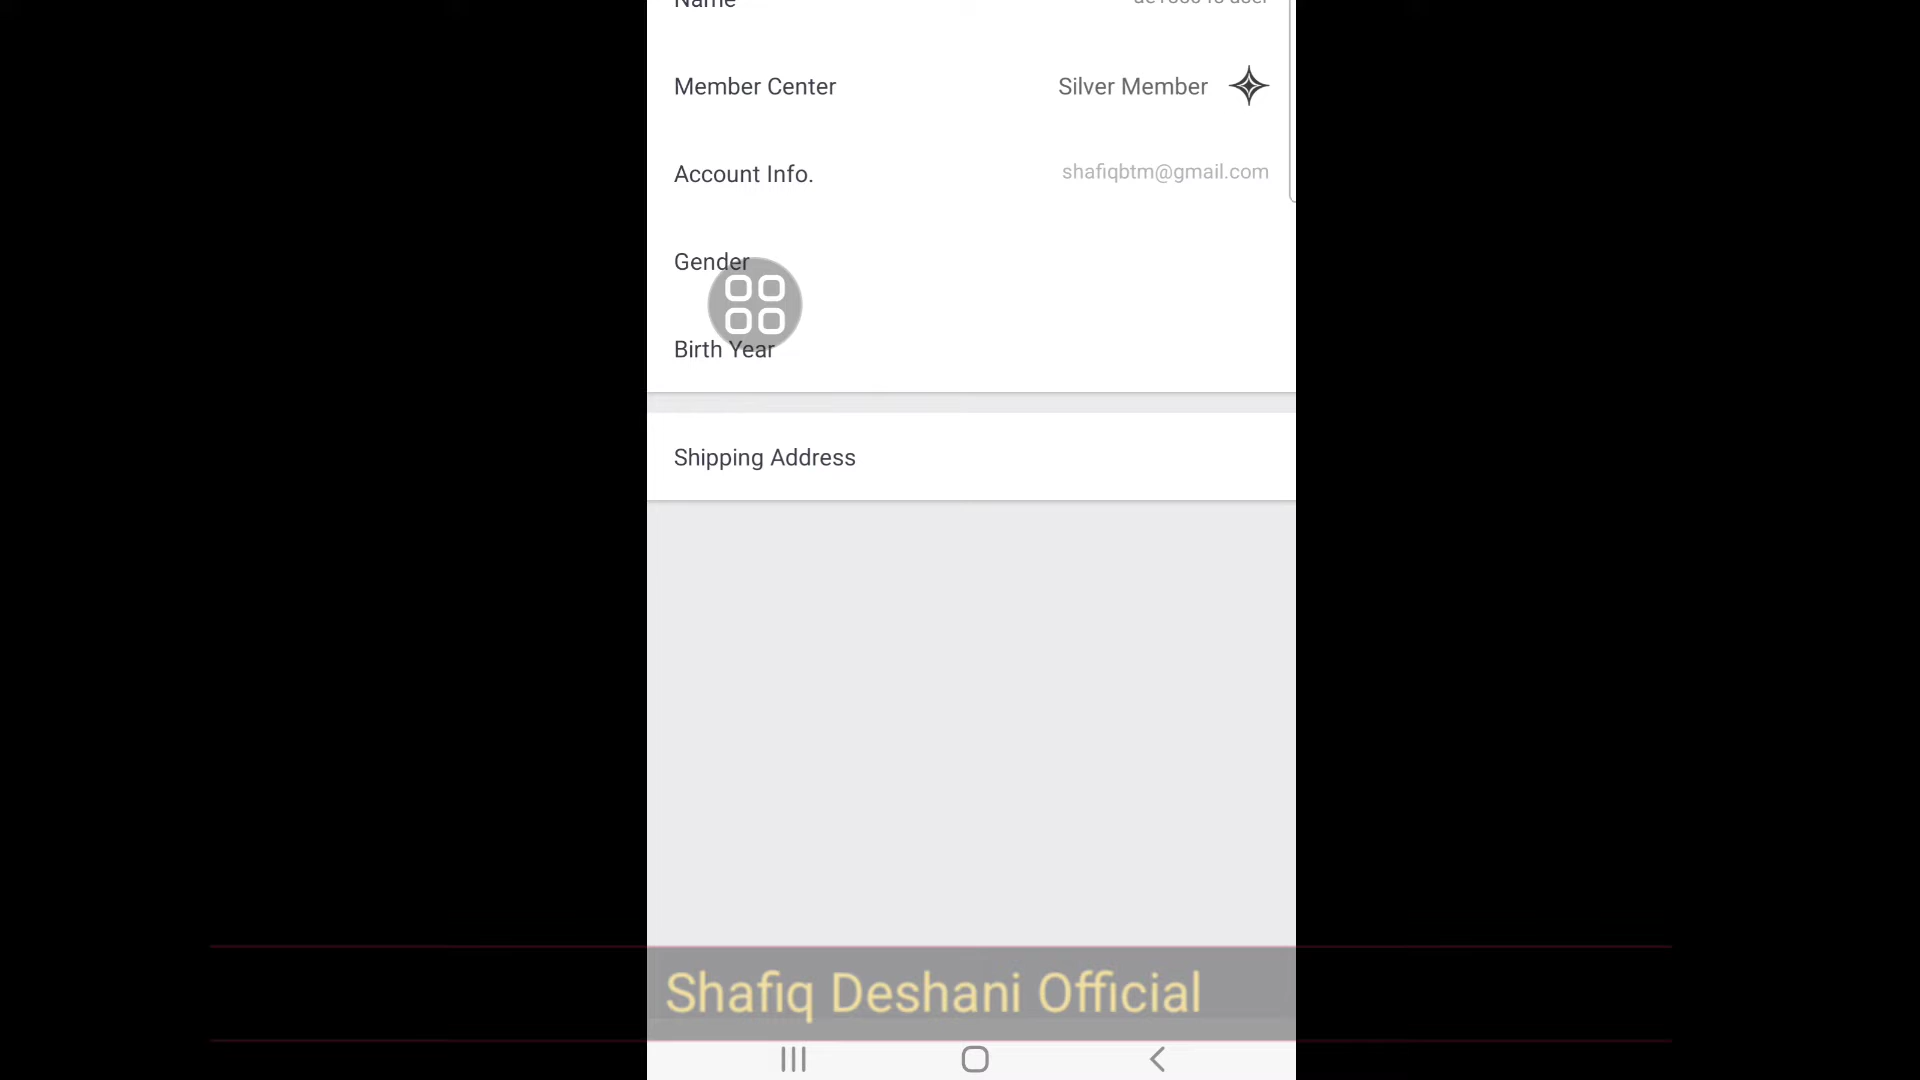 Name
Member Center Silver Member
Account Info. shafiqbtm@gmail.com
Gender
Birth Year
Shipping Address
Shafiq Deshani Official